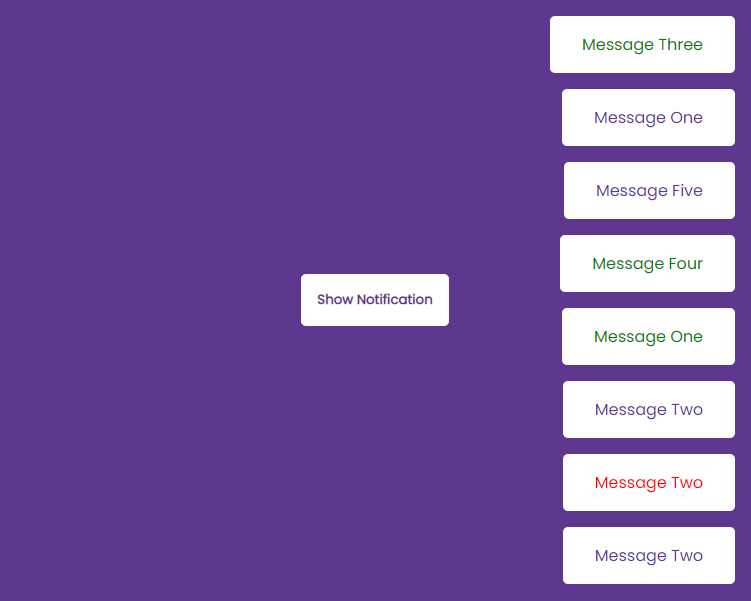 Message Three
Message One
Message Five
Message Four
Show Notification
Message One
Message Two
Message Two
Message Two